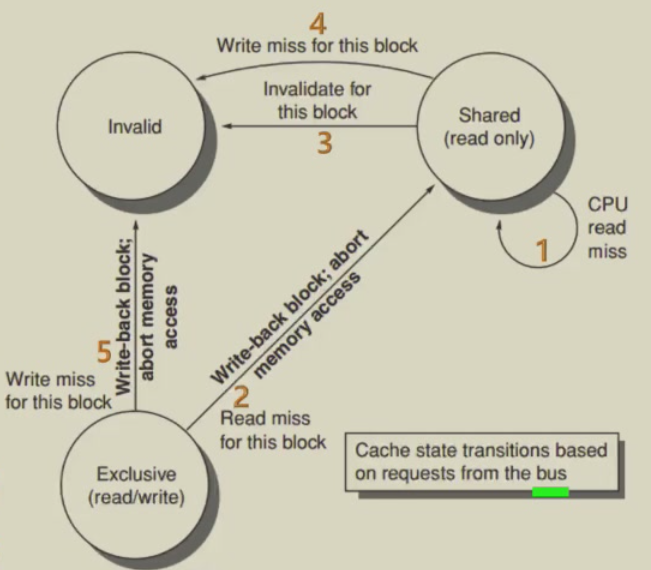 4
Write miss for this block
Invalidate for
this block
3
Invalid
Shared
(read only)
CPU
read
miss
1
Write-back block; abort
memory access
2
Read miss
for this block
Write-back block;
abort memory
access
5
Write miss
for this block
Exclusive
(read/write)
Cache state transitions based
on requests from the bus